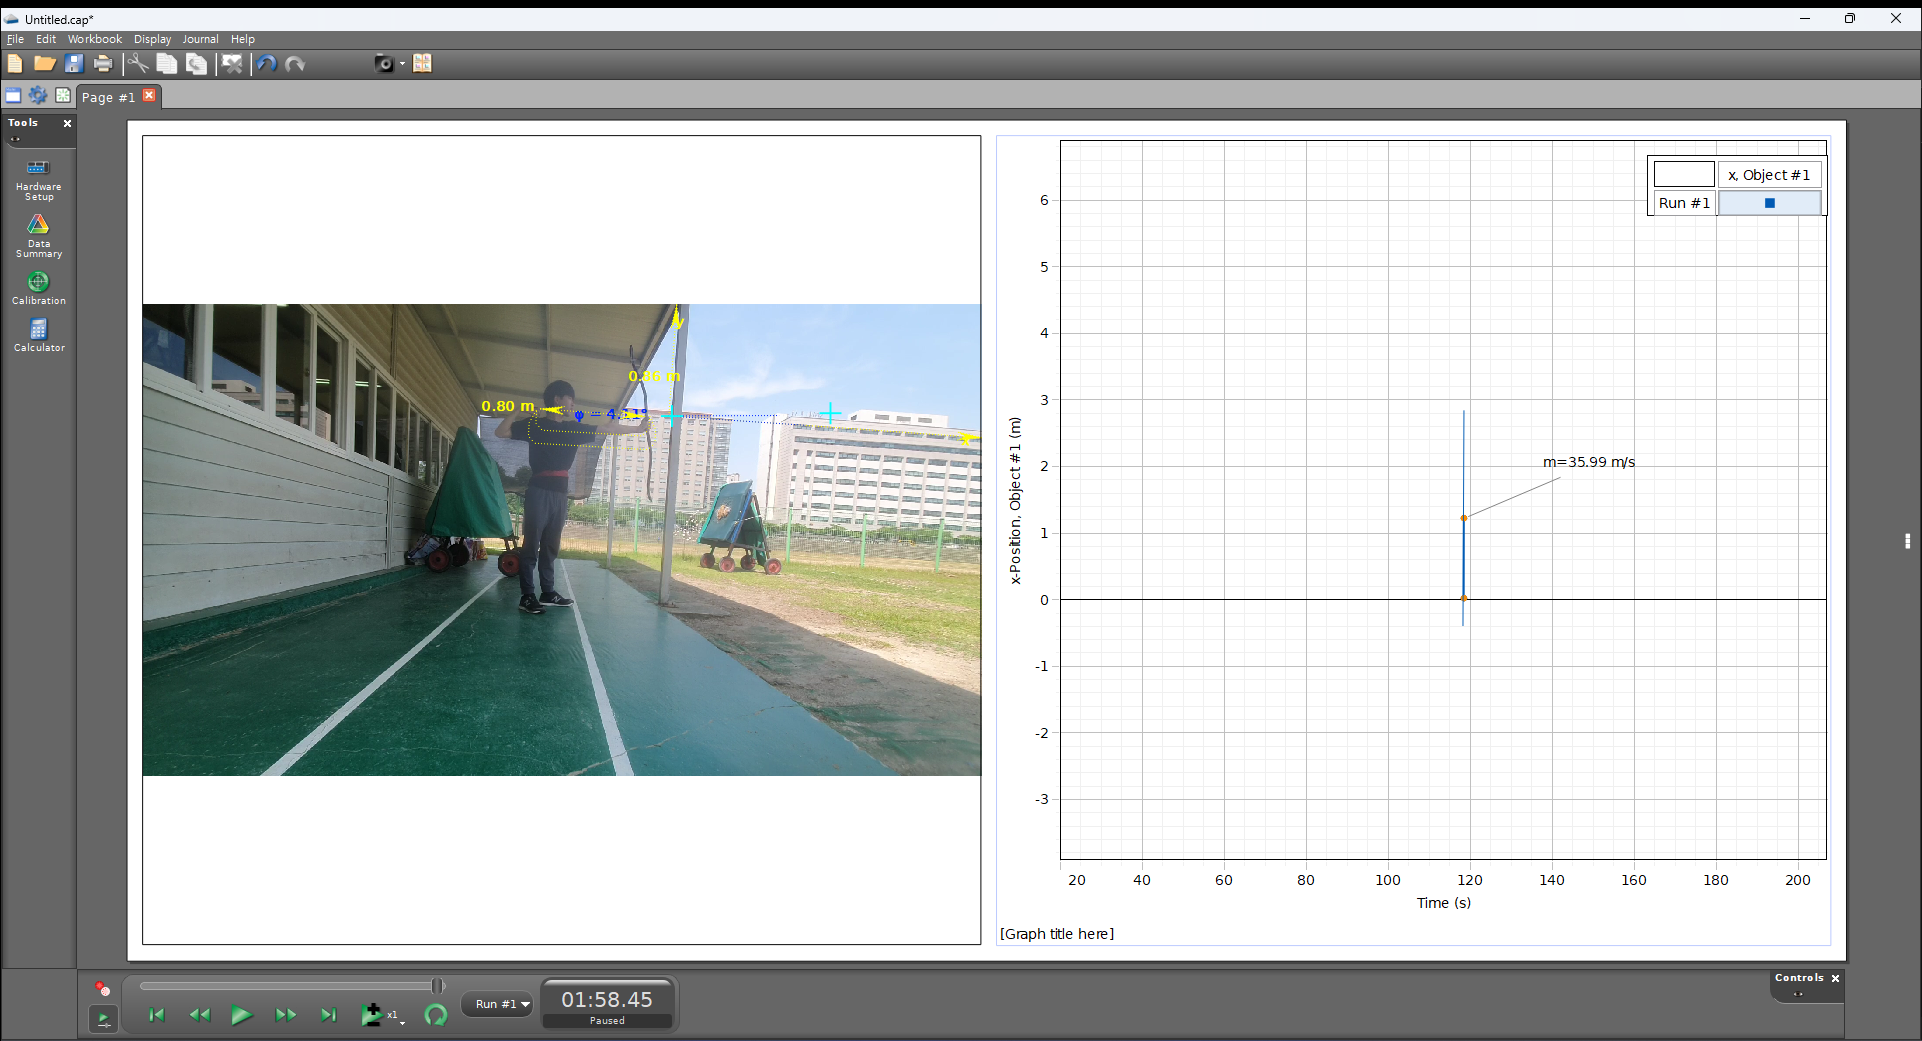 Untitled.cap*
File Edit Workbook Display Journal Help
Page #1
Tools
Hardware
Setup
Data
Summary
Calibration
Calculator
y
0.86 m
0.80 m
φ = 4.
x, Object #1
Run #1
6
5
4
3
2
1
0
-1
-2
-3
x-Position, Object #1 (m)
m=35.99 m/s
20 40 60 80 100 120 140 160 180 200
Time (s)
[Graph title here]
x1
Run #1
01:58.45
Paused
Controls